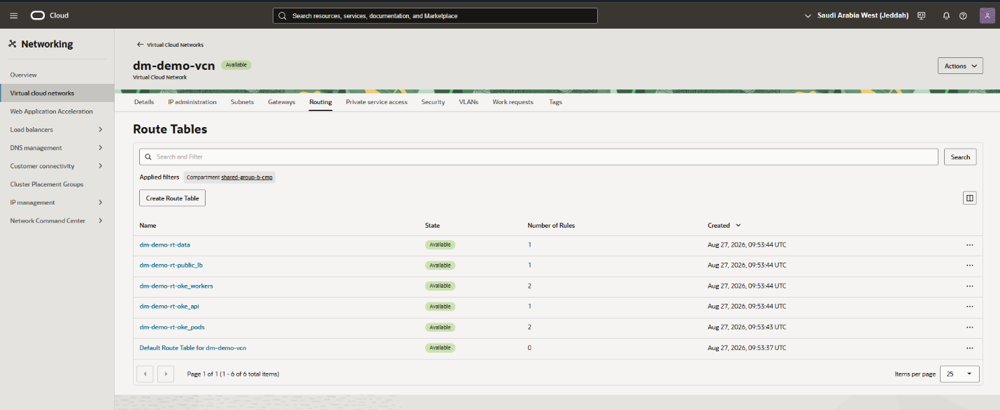 Cloud
Search resources, services, documentation, and Marketplace
Saudi Arabia West (Jeddah)
Networking
Overview
Virtual cloud networks
Web Application Acceleration
Load balancers
DNS management
Customer connectivity
Cluster Placement Groups
IP management
Network Command Center
Virtual Cloud Networks
dm-demo-vcn Available
Virtual Cloud Network
Actions
Details IP administration Subnets Gateways Routing Private service access Security VLANs Work requests Tags
Route Tables
Search and Filter
Search
Applied filters Compartment shared-group-b-cmp
Create Route Table
Name State Number of Rules Created
dm-demo-rt-data Available 1 Aug 27, 2026, 09:53:44 UTC
dm-demo-rt-public_lb Available 1 Aug 27, 2026, 09:53:44 UTC
dm-demo-rt-oke_workers Available 2 Aug 27, 2026, 09:53:44 UTC
dm-demo-rt-oke_api Available 1 Aug 27, 2026, 09:53:44 UTC
dm-demo-rt-oke_pods Available 2 Aug 27, 2026, 09:53:43 UTC
Default Route Table for dm-demo-vcn Available 0 Aug 27, 2026, 09:53:37 UTC
Page 1 of 1 (1 - 6 of 6 total items)
Items per page 25